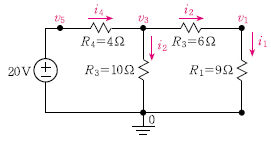 v₅ i₄ v₃ i₂ v₁
R₄=4Ω i₂ R₃=6Ω i₁
20V R₃=10Ω R₁=9Ω
0